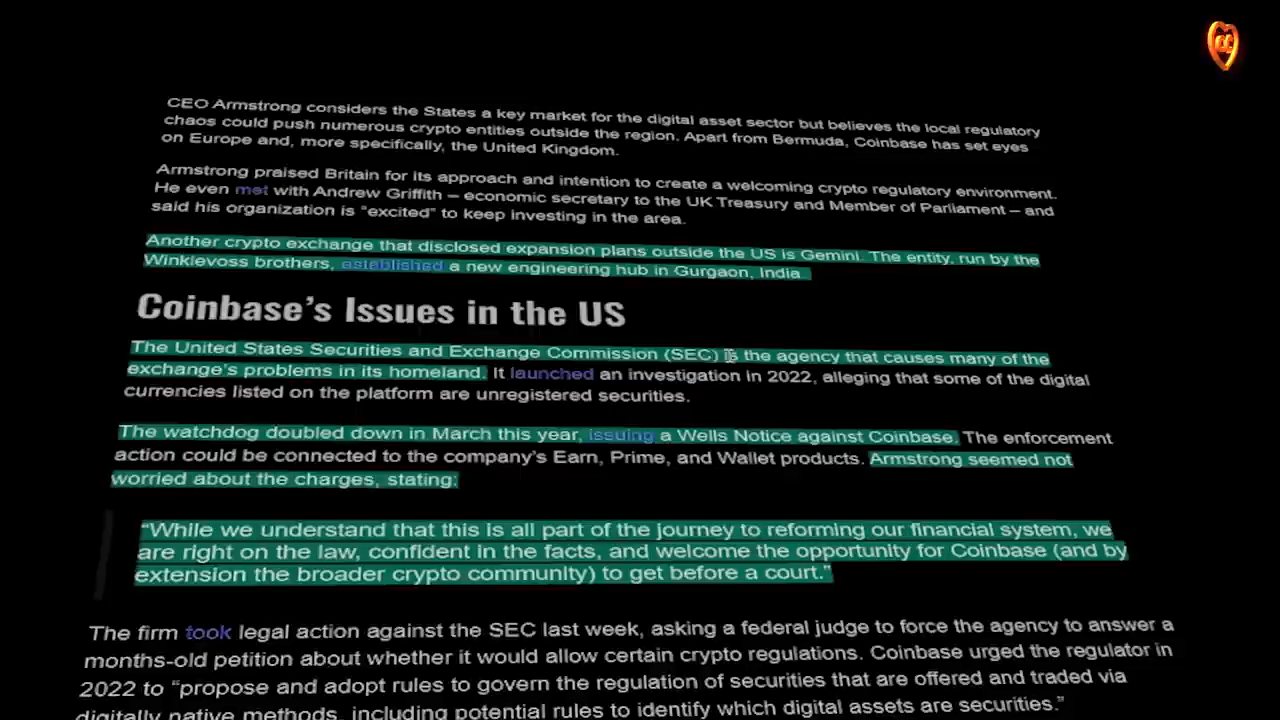 CEO Armstrong considers the States a key market for the digital asset sector but believes the local regulatory
chaos could push numerous crypto entities outside the region. Apart from Bermuda, Coinbase has set eyes
on Europe and, more specifically, the United Kingdom.
Armstrong praised Britain for its approach and intention to create a welcoming crypto regulatory environment.
He even met with Andrew Griffith – economic secretary to the UK Treasury and Member of Parliament – and
said his organization is “excited” to keep investing in the area.
Another crypto exchange that disclosed expansion plans outside the US is Gemini. The entity, run by the
Winklevoss brothers, established a new engineering hub in Gurgaon, India.
Coinbase’s Issues in the US
The United States Securities and Exchange Commission (SEC) is the agency that causes many of the
exchange’s problems in its homeland. It launched an investigation in 2022, alleging that some of the digital
currencies listed on the platform are unregistered securities.
The watchdog doubled down in March this year, issuing a Wells Notice against Coinbase. The enforcement
action could be connected to the company’s Earn, Prime, and Wallet products. Armstrong seemed not
worried about the charges, stating:
“While we understand that this is all part of the journey to reforming our financial system, we
are right on the law, confident in the facts, and welcome the opportunity for Coinbase (and by
extension the broader crypto community) to get before a court.”
The firm took legal action against the SEC last week, asking a federal judge to force the agency to answer a
months-old petition about whether it would allow certain crypto regulations. Coinbase urged the regulator in
2022 to “propose and adopt rules to govern the regulation of securities that are offered and traded via
digitally native methods, including potential rules to identify which digital assets are securities.”